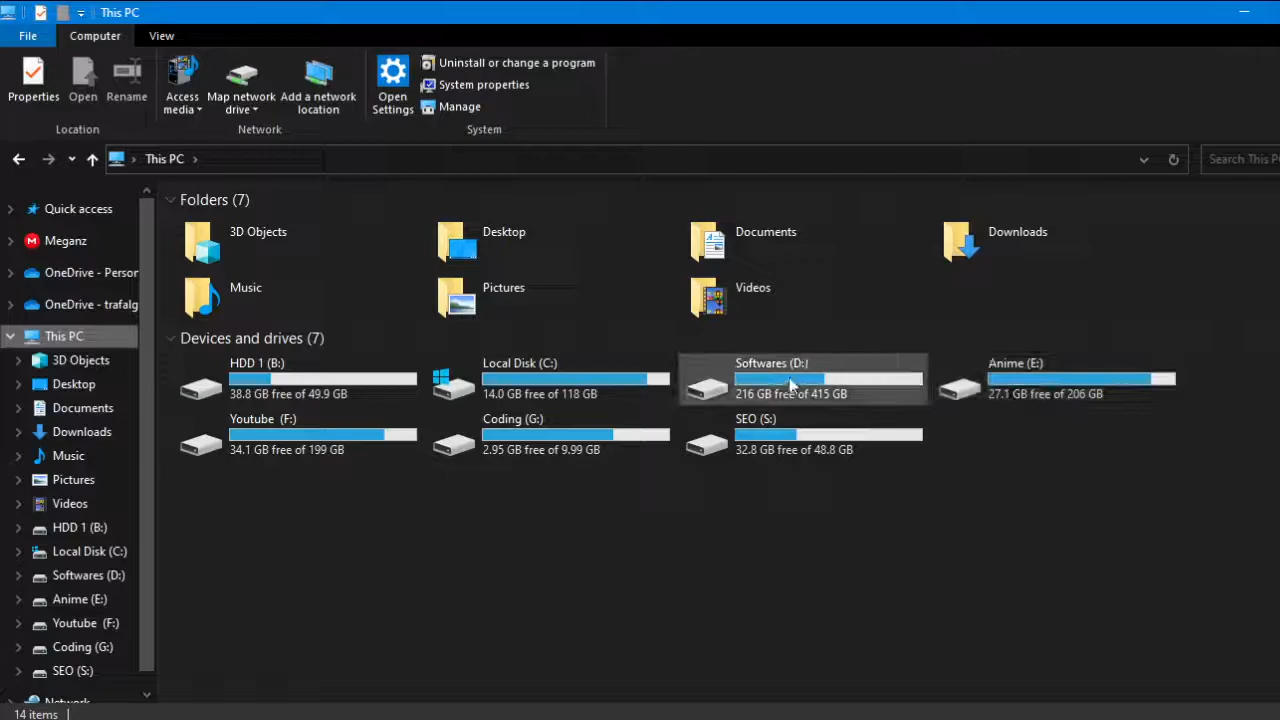 This PC
File
Computer
View
Properties
Open
Rename
Access media
Map network drive
Add a network location
Open Settings
Uninstall or change a program
System properties
Manage
Location
Network
System
This PC
Search This P
Quick access
Meganz
OneDrive - Person
OneDrive - trafalg
This PC
3D Objects
Desktop
Documents
Downloads
Music
Pictures
Videos
HDD 1 (B:)
Local Disk (C:)
Softwares (D:)
Anime (E:)
Youtube (F:)
Coding (G:)
SEO (S:)
Network
Folders (7)
3D Objects
Desktop
Documents
Downloads
Music
Pictures
Videos
Devices and drives (7)
HDD 1 (B:)
38.8 GB free of 49.9 GB
Local Disk (C:)
14.0 GB free of 118 GB
Softwares (D:)
216 GB free of 415 GB
Anime (E:)
27.1 GB free of 206 GB
Youtube (F:)
34.1 GB free of 199 GB
Coding (G:)
2.95 GB free of 9.99 GB
SEO (S:)
32.8 GB free of 48.8 GB
14 items